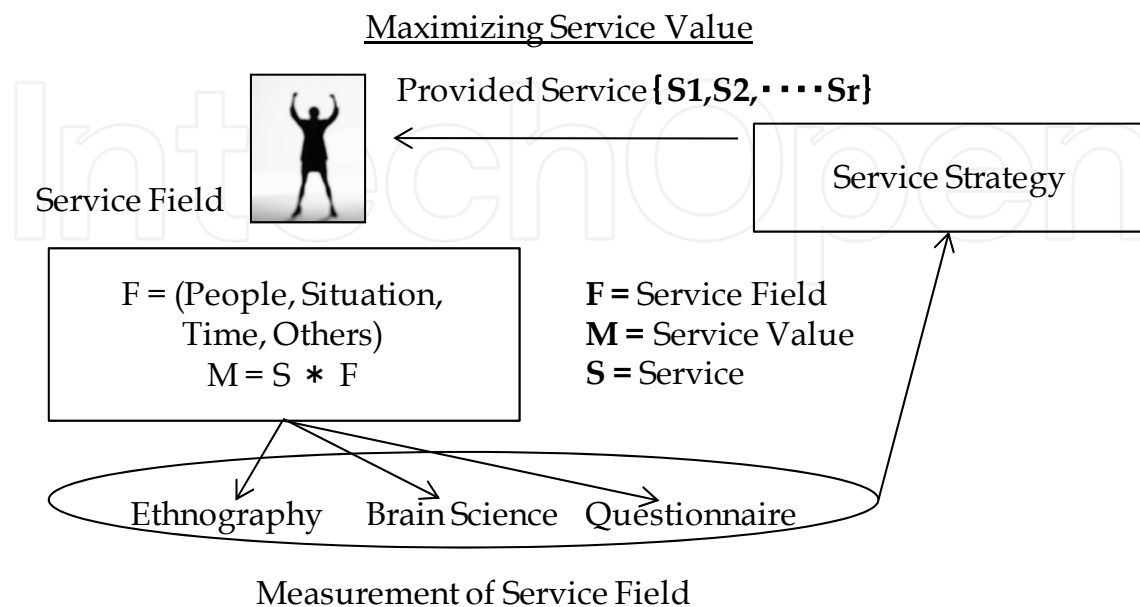 Maximizing Service Value
Provided Service {S1,S2,････Sr}
Service Strategy
Service Field
F = (People, Situation,
Time, Others)
M = S * F
F = Service Field
M = Service Value
S = Service
Ethnography Brain Science Questionnaire
Measurement of Service Field
IntechOpen